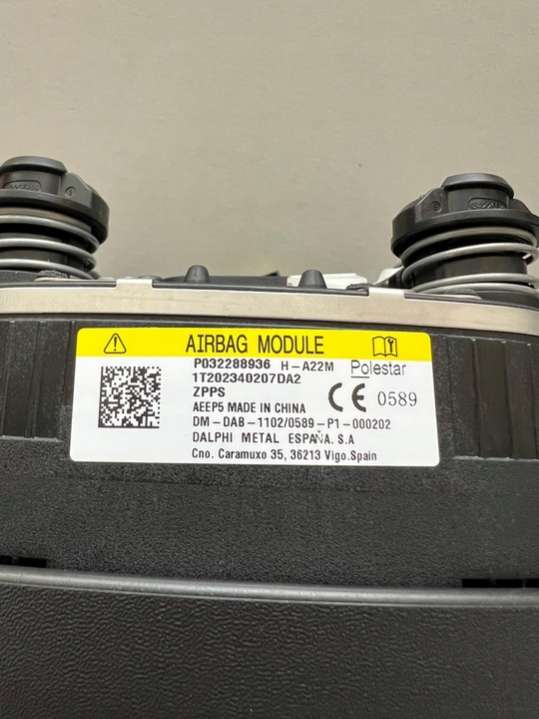 AIRBAG MODULE
P032288936 H-A22M Polestar
1T202340207DA2
ZPPS
CE 0589
AEEP5 MADE IN CHINA
DM-DAB-1102/0589-P1-000202
DALPHI METAL ESPAÑA. S.A
Cno. Caramuxo 35, 36213 Vigo.Spain